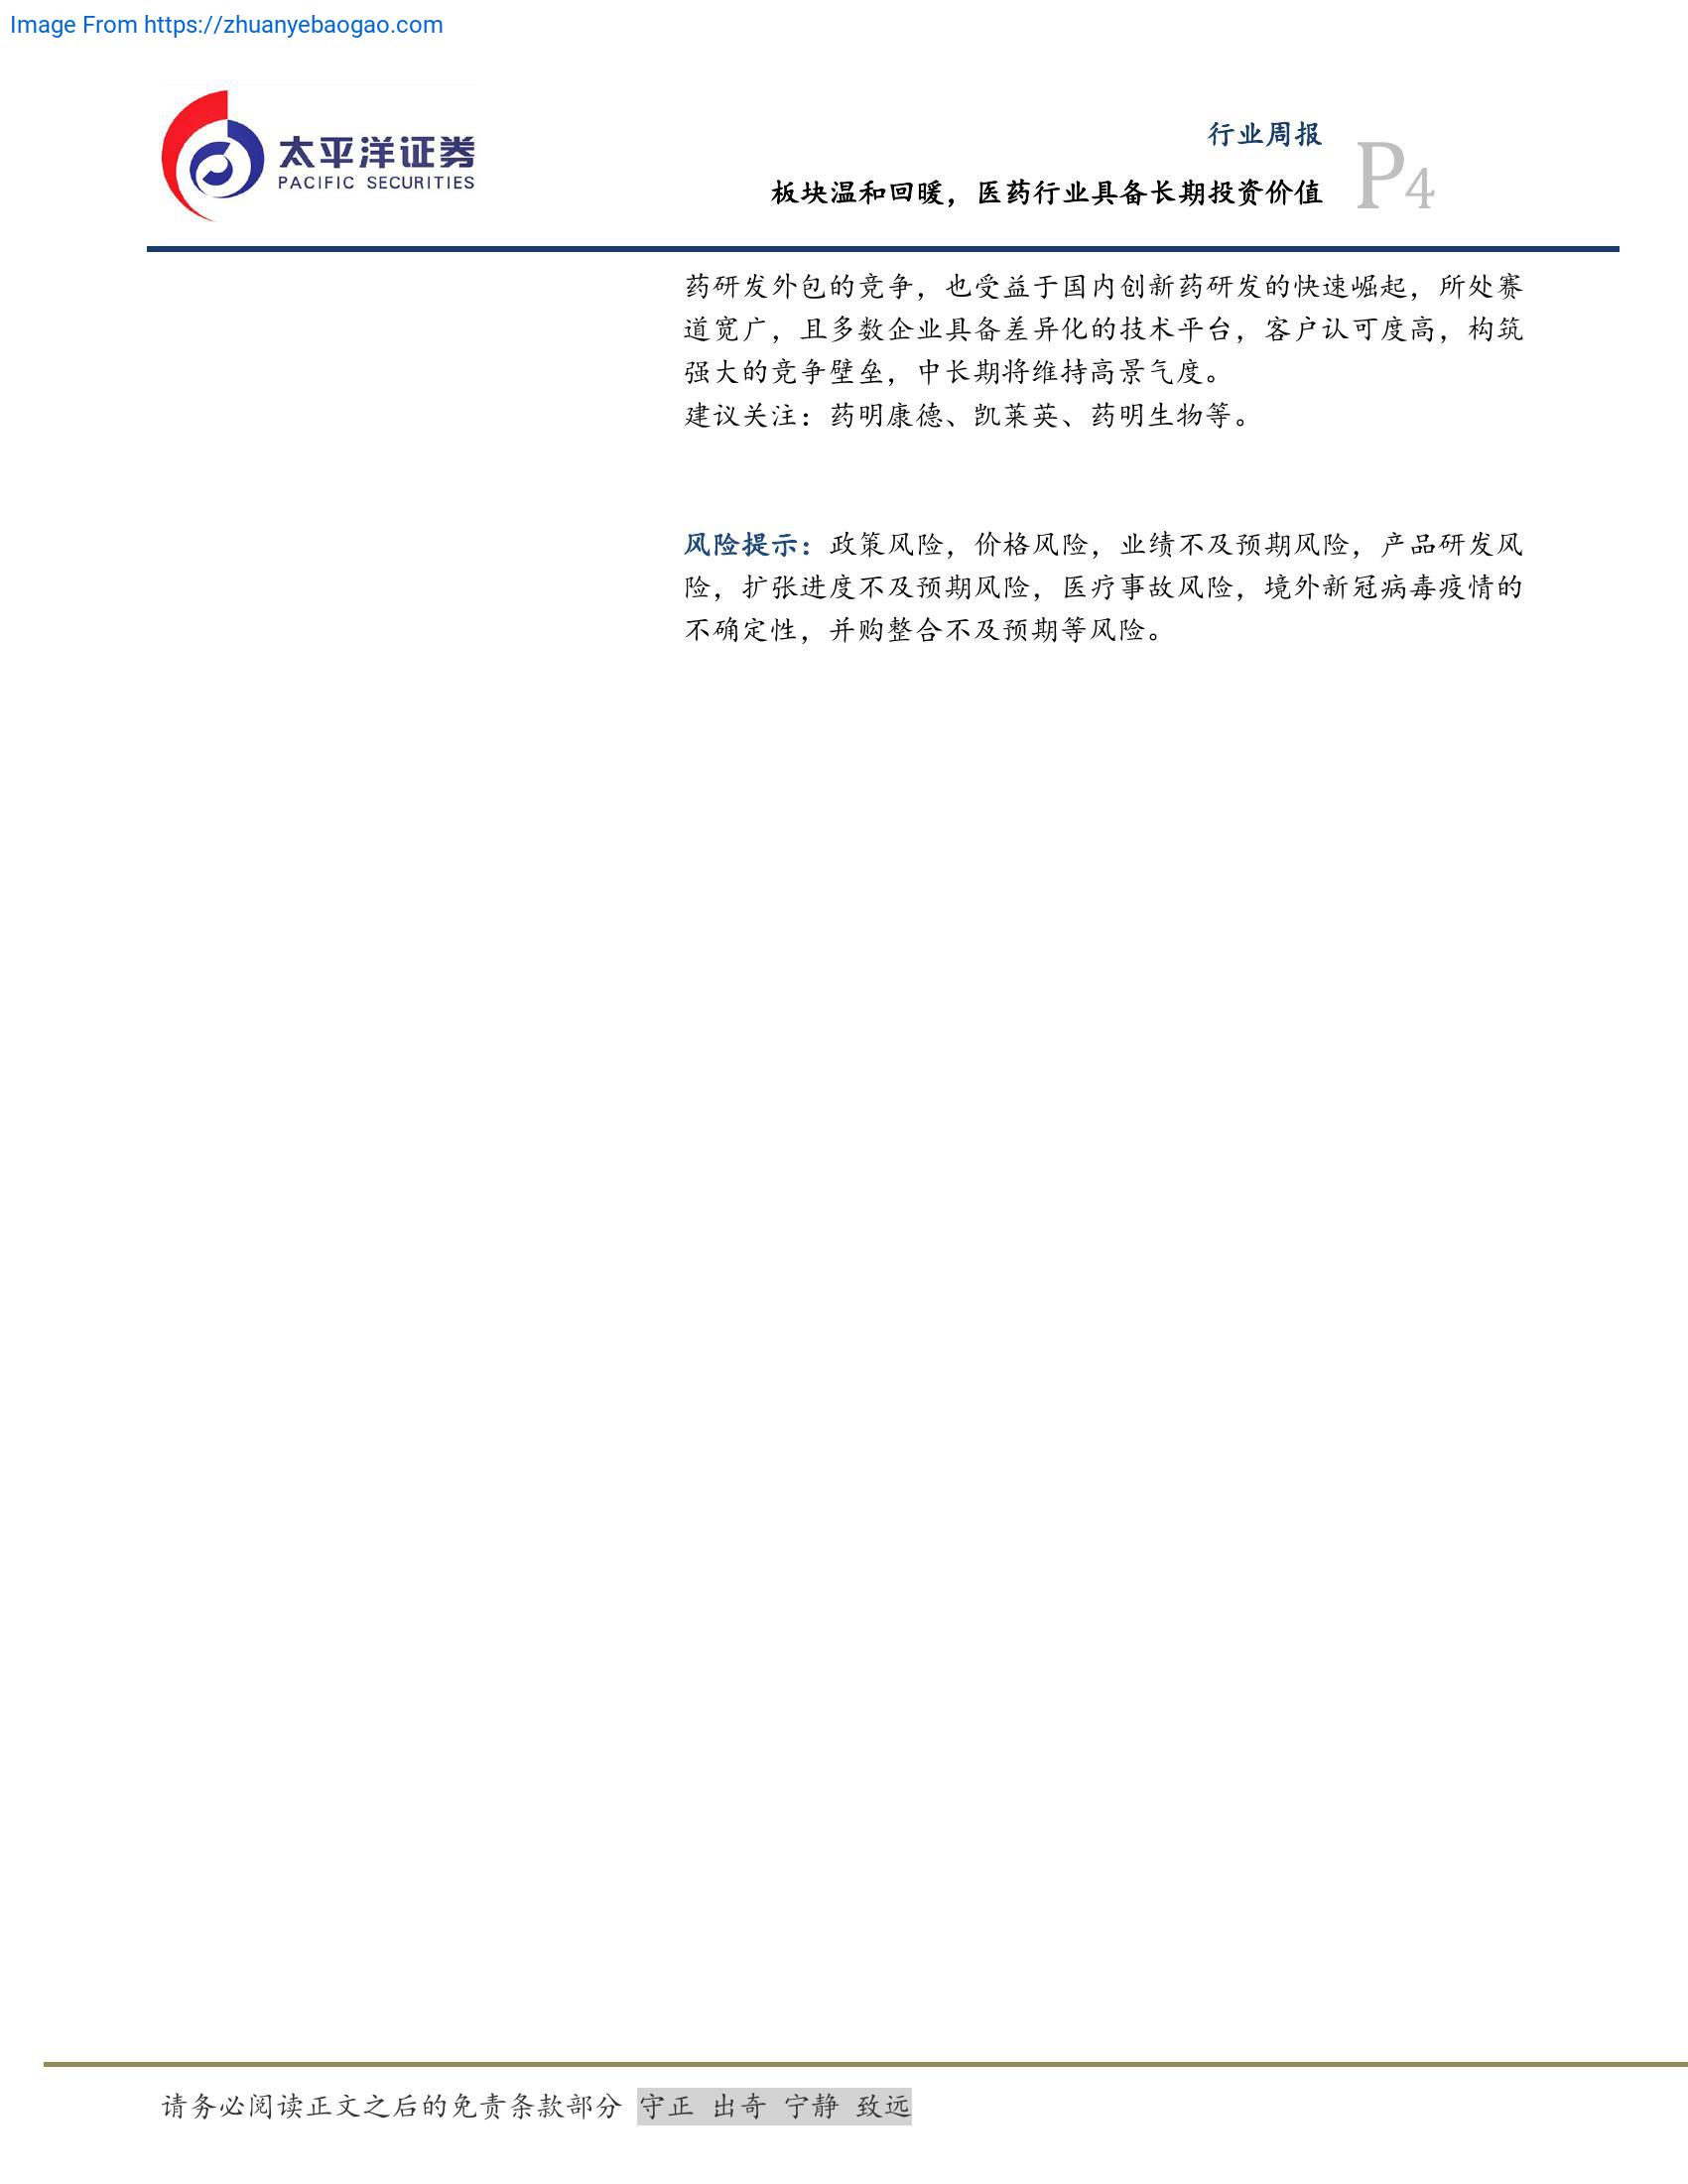 Image From https://zhuanyebaogao.com
太平洋证券
PACIFIC SECURITIES
行业周报
板块温和回暖，医药行业具备长期投资价值
P4
药研发外包的竞争，也受益于国内创新药研发的快速崛起，所处赛
道宽广，且多数企业具备差异化的技术平台，客户认可度高，构筑
强大的竞争壁垒，中长期将维持高景气度。
建议关注：药明康德、凯莱英、药明生物等。
风险提示：政策风险，价格风险，业绩不及预期风险，产品研发风
险，扩张进度不及预期风险，医疗事故风险，境外新冠病毒疫情的
不确定性，并购整合不及预期等风险。
请务必阅读正文之后的免责条款部分 守正 出奇 宁静 致远